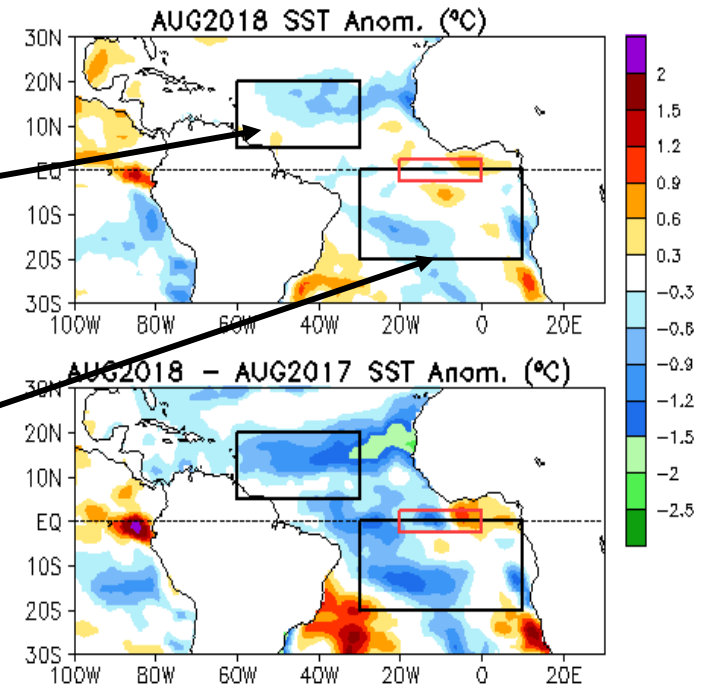 AUG2018 SST Anom. (ºC)
30N
20N
10N
EQ
10S
20S
30S
100W 80W 60W 40W 20W 0 20E
AUG2018 - AUG2017 SST Anom. (ºC)
30N
20N
10N
EQ
10S
20S
30S
100W 80W 60W 40W 20W 0 20E
2
1.5
1.2
0.9
0.6
0.3
-0.3
-0.6
-0.9
-1.2
-1.5
-2
-2.5